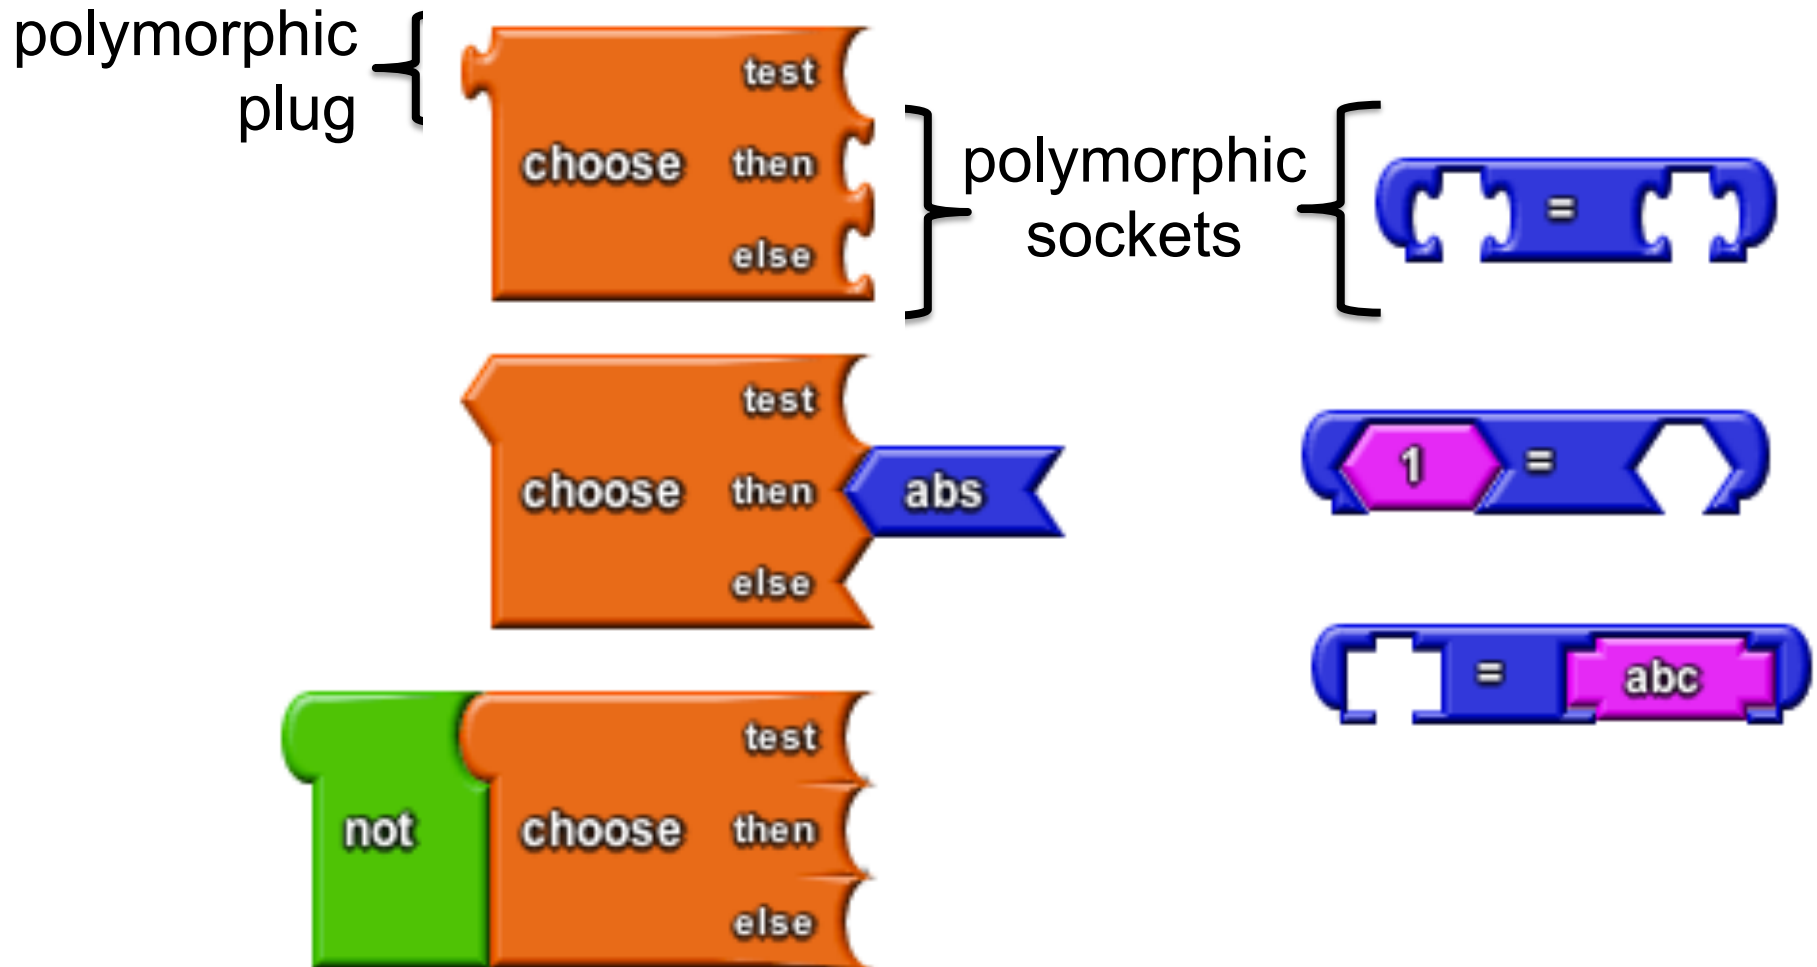 polymorphic
plug
test
choose then
else
polymorphic
sockets
=
test
choose then abs
else
1 =
test
not choose then
else
= abc